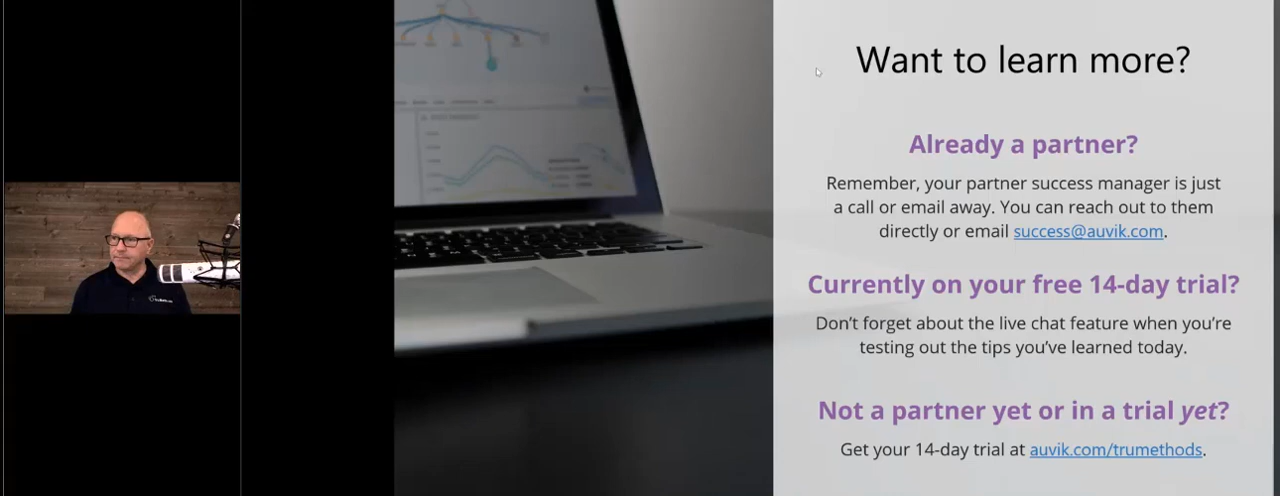 Want to learn more?
Already a partner?
Remember, your partner success manager is just
a call or email away. You can reach out to them
directly or email success@auvik.com.
Currently on your free 14-day trial?
Don’t forget about the live chat feature when you’re
testing out the tips you’ve learned today.
Not a partner yet or in a trial yet?
Get your 14-day trial at auvik.com/trumethods.